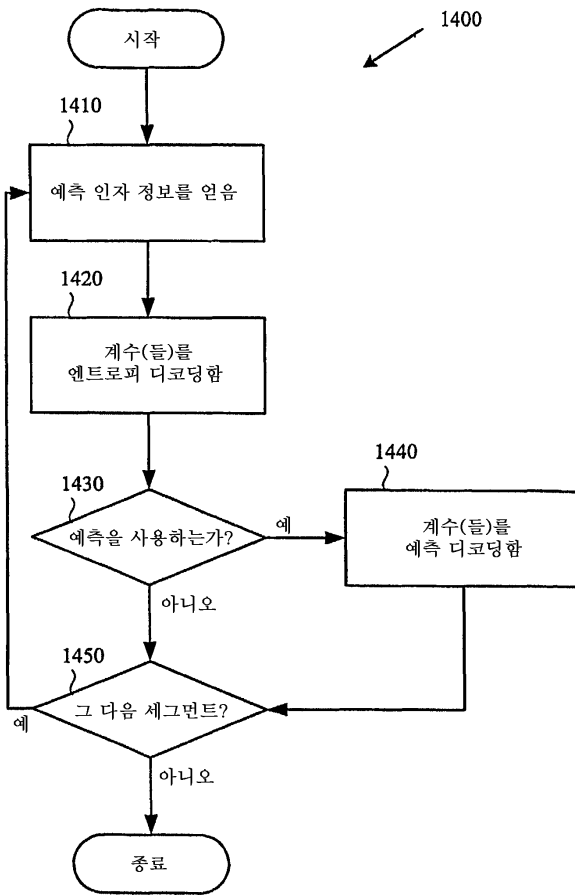 시작
1400
1410
예측 인자 정보를 얻음
1420
계수(들)를
엔트로피 디코딩함
1430
예측을 사용하는가?
예
1440
계수(들)를
예측 디코딩함
아니오
1450
그 다음 세그먼트?
예
아니오
종료